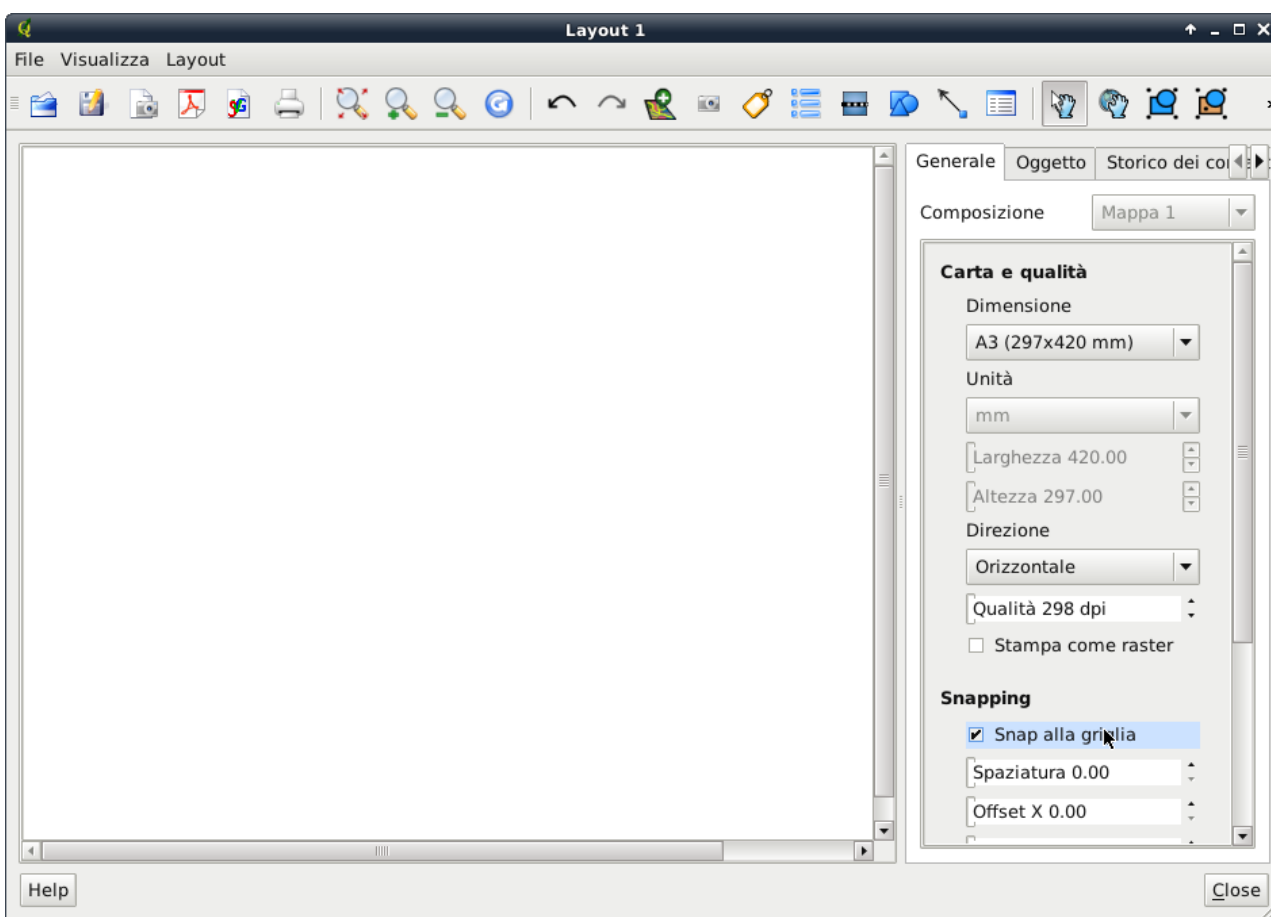 Layout 1
File Visualizza Layout
Generale Oggetto Storico dei
Composizione Mappa 1
Carta e qualità
Dimensione
A3 (297x420 mm)
Unità
mm
Larghezza 420.00
Altezza 297.00
Direzione
Orizzontale
Qualità 298 dpi
Stampa come raster
Snapping
Snap alla griglia
Spaziatura 0.00
Offset X 0.00
Help Close